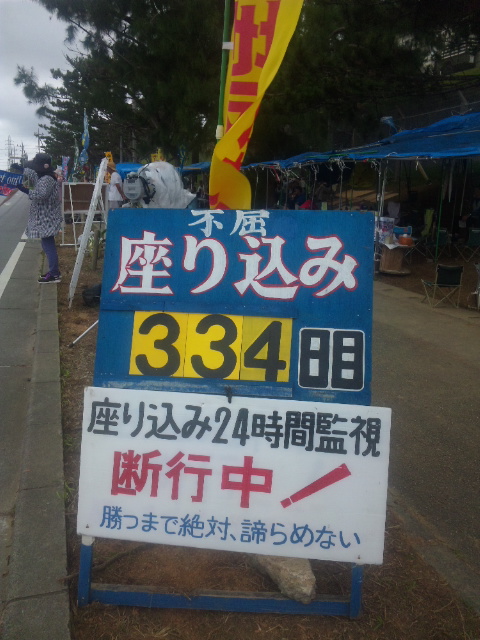 不屈
座り込み
334日目
座り込み24時間監視
断行中!
勝つまで絶対、諦らめない